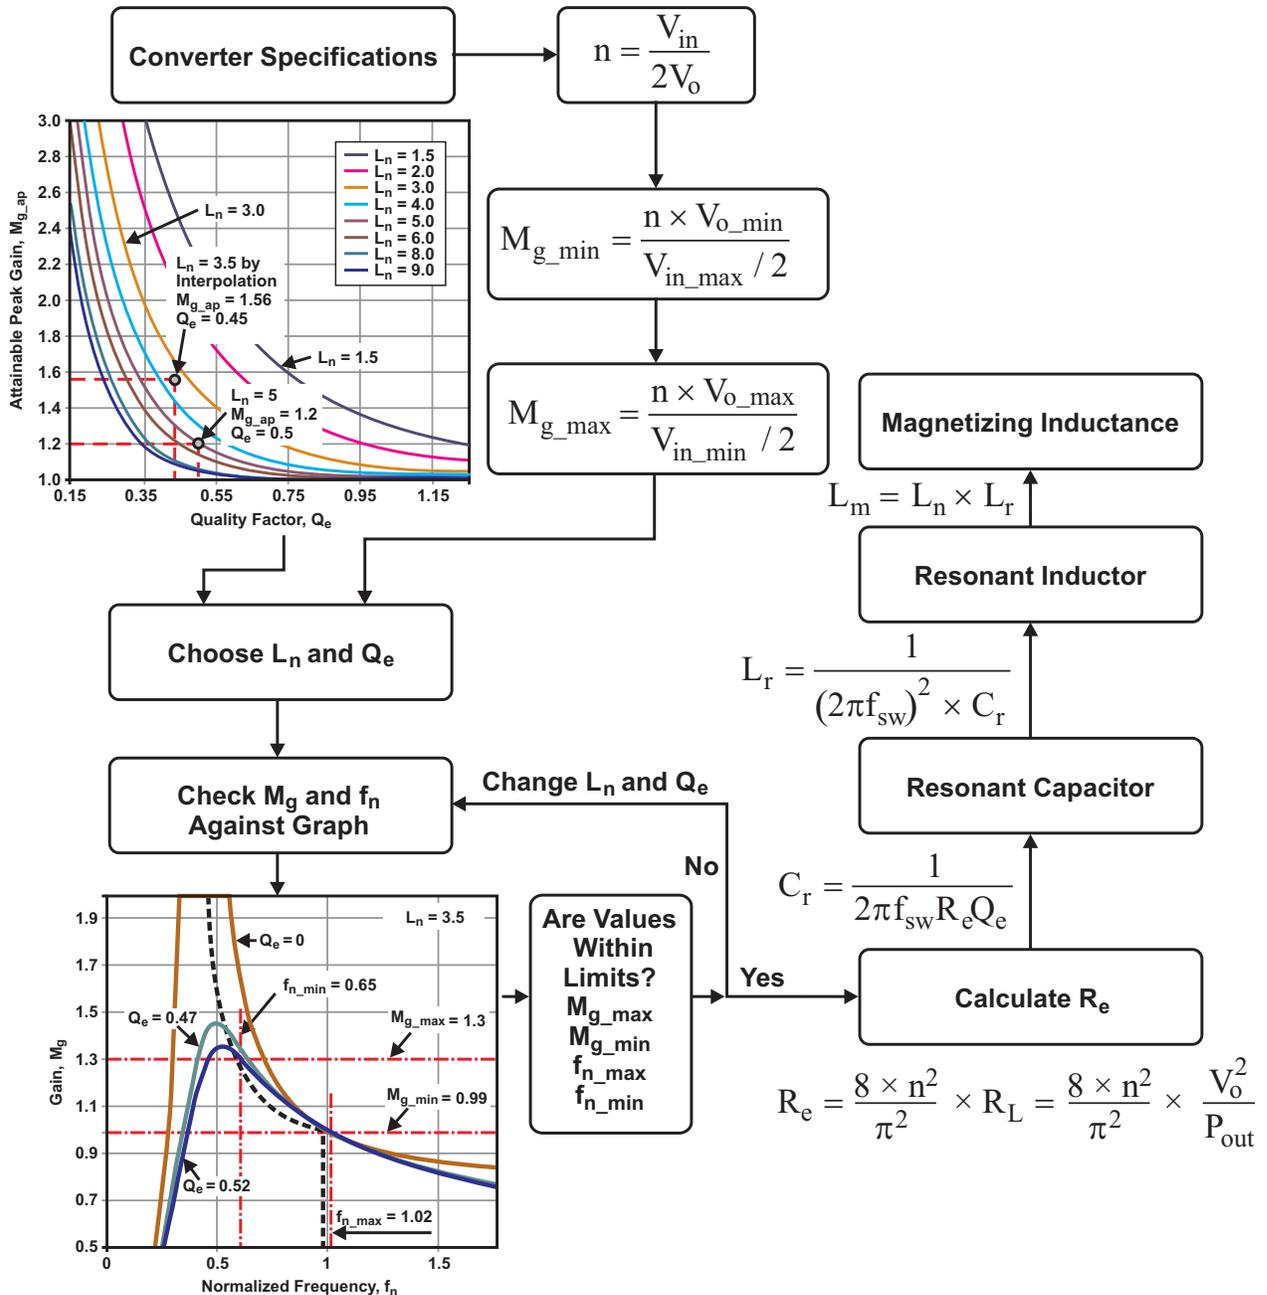 Converter Specifications
n = V_in / 2V_o
M_g_min = n × V_o_min / (V_in_max / 2)
M_g_max = n × V_o_max / (V_in_min / 2)
Attainable Peak Gain, M_g_ap
3.0
2.8
2.6
2.4
2.2
2.0
1.8
1.6
1.4
1.2
1.0
0.15 0.35 0.55 0.75 0.95 1.15
Quality Factor, Q_e
L_n = 1.5
L_n = 2.0
L_n = 3.0
L_n = 4.0
L_n = 5.0
L_n = 6.0
L_n = 8.0
L_n = 9.0
L_n = 3.0
L_n = 3.5 by
Interpolation
M_g_ap = 1.56
Q_e = 0.45
L_n = 1.5
L_n = 5
M_g_ap = 1.2
Q_e = 0.5
Choose L_n and Q_e
Check M_g and f_n
Against Graph
Change L_n and Q_e
No
Yes
Gain, M_g
1.9
1.7
1.5
1.3
1.1
0.9
0.7
0.5
0 0.5 1 1.5
Normalized Frequency, f_n
L_n = 3.5
Q_e = 0
f_n_min = 0.65
Q_e = 0.47
M_g_max = 1.3
M_g_min = 0.99
Q_e = 0.52
f_n_max = 1.02
Are Values
Within
Limits?
M_g_max
M_g_min
f_n_max
f_n_min
Calculate R_e
R_e = 8 × n² / π² × R_L = 8 × n² / π² × V_o² / P_out
C_r = 1 / 2πf_sw R_e Q_e
Resonant Capacitor
L_r = 1 / (2πf_sw)² × C_r
Resonant Inductor
L_m = L_n × L_r
Magnetizing Inductance